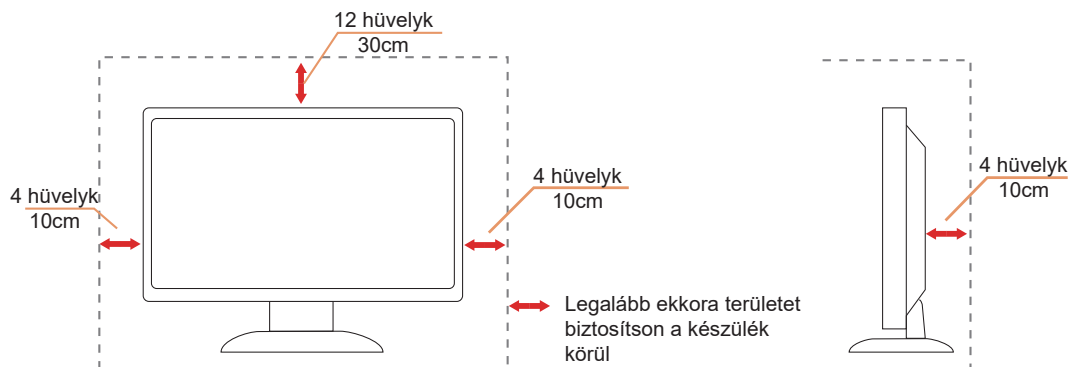 12 hüvelyk
30cm
4 hüvelyk
10cm
4 hüvelyk
10cm
4 hüvelyk
10cm
Legalább ekkora területet
biztosítson a készülék
körül